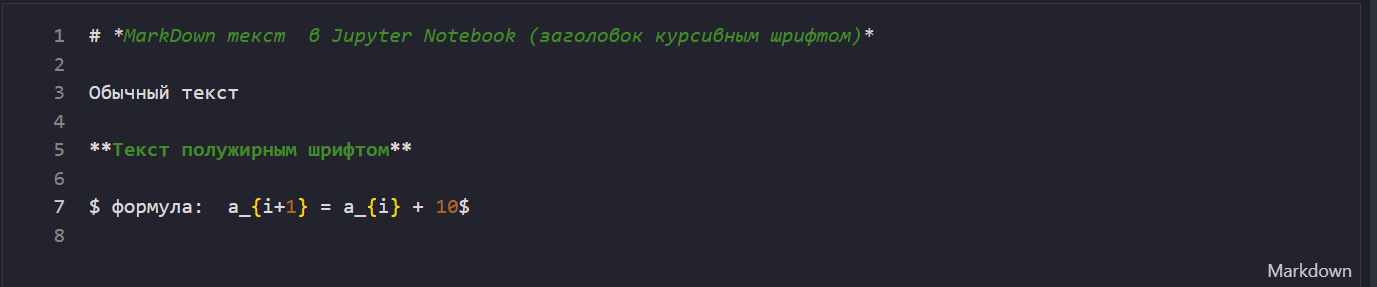 1 # *MarkDown текст  в Jupyter Notebook (заголовок курсивным шрифтом)*
2
3 Обычный текст
4
5 **Текст полужирным шрифтом**
6
7 $ формула:  a_{i+1} = a_{i} + 10$
8
Markdown